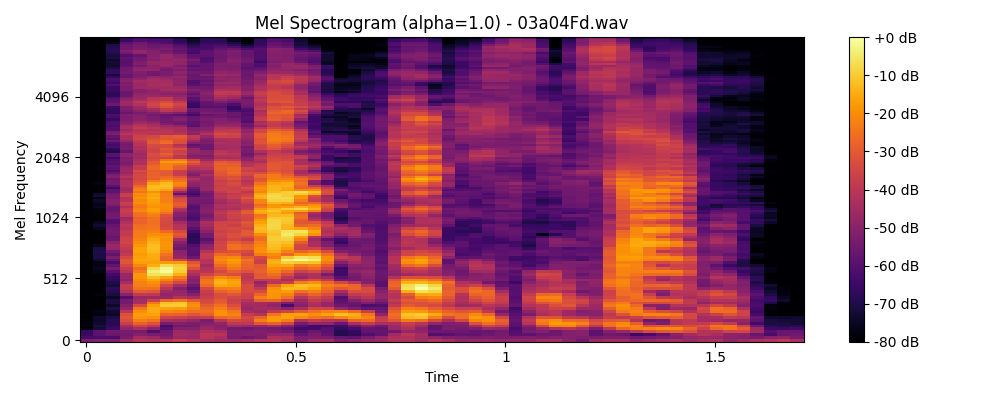 Mel Spectrogram (alpha=1.0) - 03a04Fd.wav
Mel Frequency
4096
2048
1024
512
0
0
0.5
1
1.5
Time
+0 dB
-10 dB
-20 dB
-30 dB
-40 dB
-50 dB
-60 dB
-70 dB
-80 dB